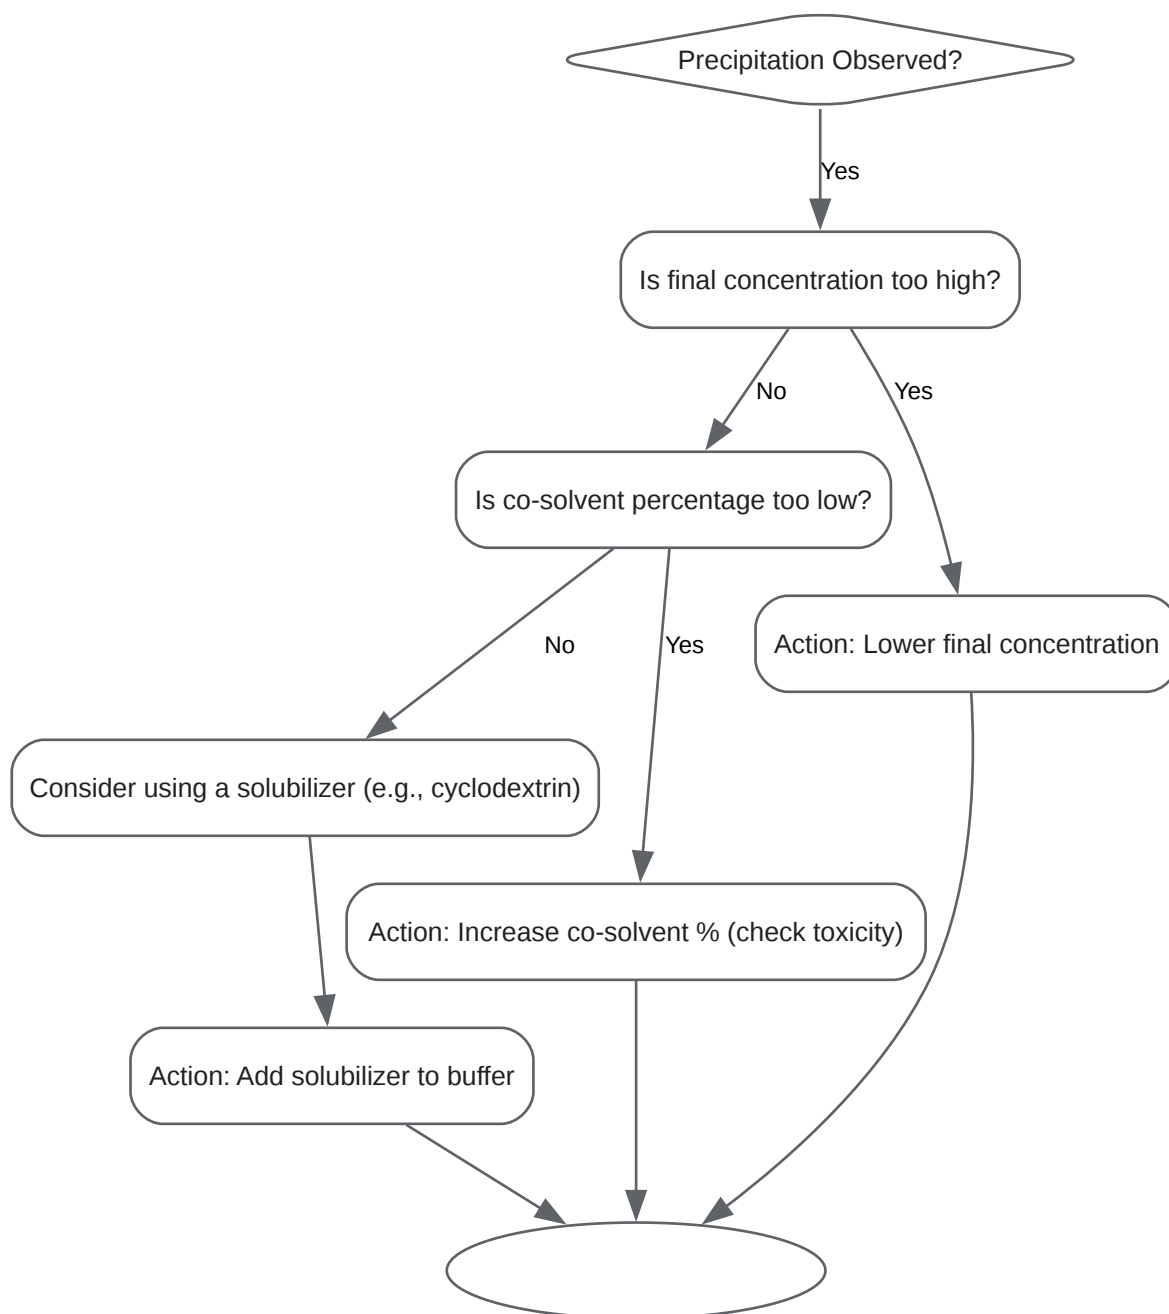 Precipitation Observed?
Yes
Is final concentration too high?
No
Yes
Is co-solvent percentage too low?
No
Yes
Action: Lower final concentration
Consider using a solubilizer (e.g., cyclodextrin)
Action: Increase co-solvent % (check toxicity)
Action: Add solubilizer to buffer